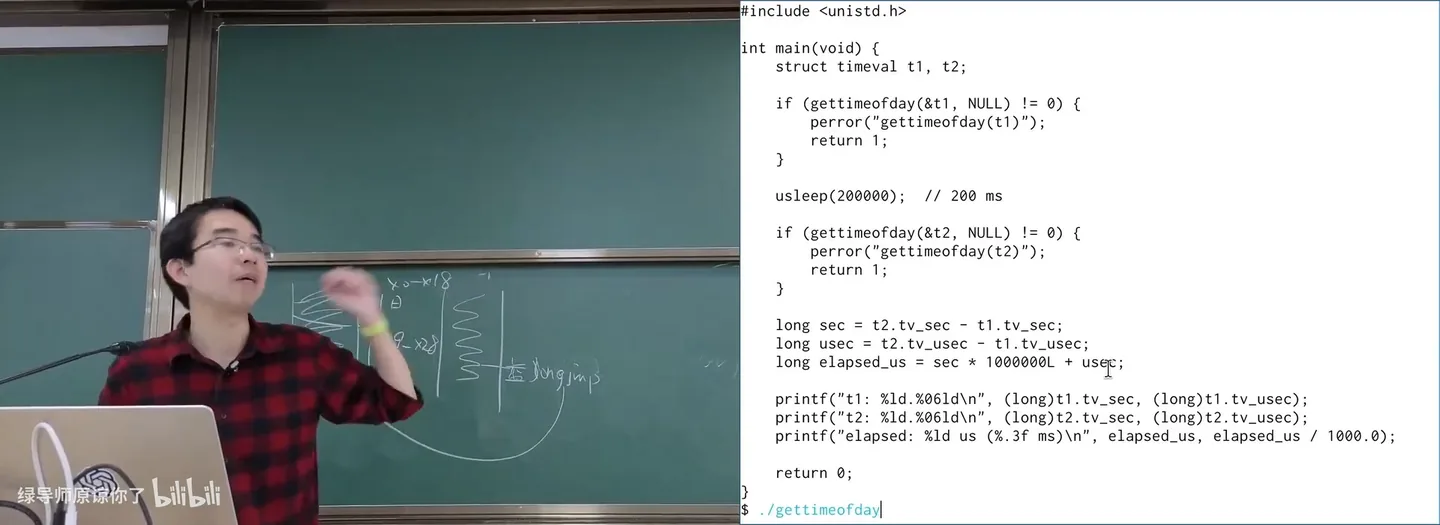 x0-x18
-1
longjmp
绿导师原谅你了 bilibili
#include <unistd.h>
int main(void) {
    struct timeval t1, t2;
    if (gettimeofday(&t1, NULL) != 0) {
        perror("gettimeofday(t1)");
        return 1;
    }
    usleep(200000);  // 200 ms
    if (gettimeofday(&t2, NULL) != 0) {
        perror("gettimeofday(t2)");
        return 1;
    }
    long sec = t2.tv_sec - t1.tv_sec;
    long usec = t2.tv_usec - t1.tv_usec;
    long elapsed_us = sec * 1000000L + usec;
    printf("t1: %ld.%06ld\n", (long)t1.tv_sec, (long)t1.tv_usec);
    printf("t2: %ld.%06ld\n", (long)t2.tv_sec, (long)t2.tv_usec);
    printf("elapsed: %ld us (%.3f ms)\n", elapsed_us, elapsed_us / 1000.0);
    return 0;
}
$ ./gettimeofday